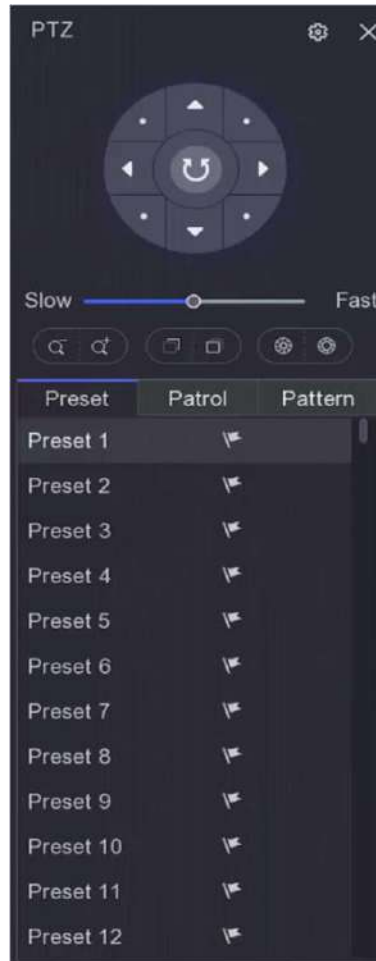 PTZ
Slow Fast
Preset Patrol Pattern
Preset 1
Preset 2
Preset 3
Preset 4
Preset 5
Preset 6
Preset 7
Preset 8
Preset 9
Preset 10
Preset 11
Preset 12